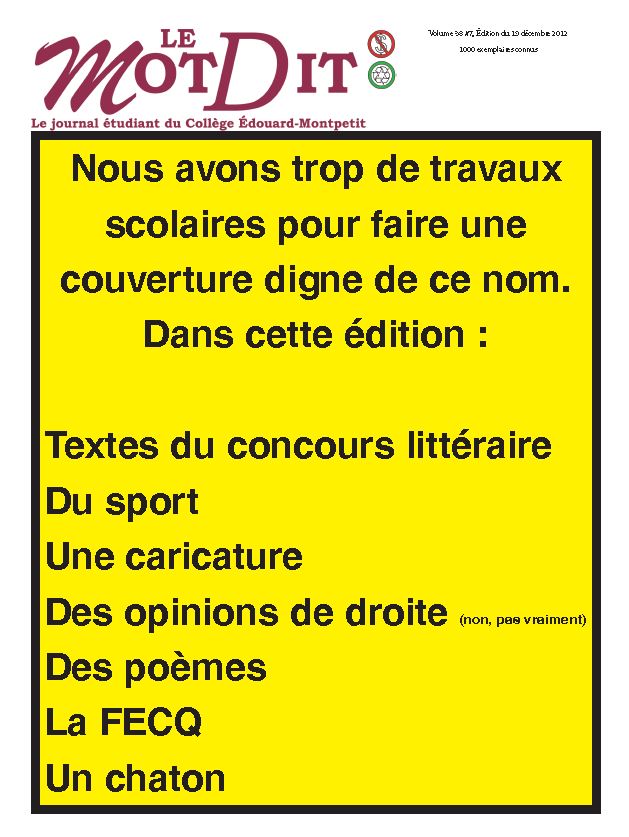 LE
MOTDIT
Le journal étudiant du Collège Édouard-Montpetit
Volume 38 #7, Édition du 19 décembre 2012
1000 exemplaires connus
Nous avons trop de travaux
scolaires pour faire une
couverture digne de ce nom.
Dans cette édition :
Textes du concours littéraire
Du sport
Une caricature
Des opinions de droite (non, pas vraiment)
Des poèmes
La FECQ
Un chaton